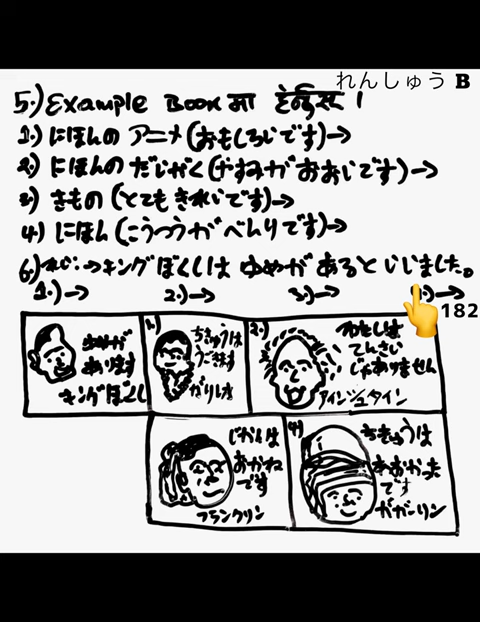 れんしゅう B
5.) Example Book मा
1.) にほんの アニメ (おもしろいです)→
2.) にほんの だいがく (やすみが おおいです)→
3.) きもの (とても きれいです)→
4.) にほん (こうつうが べんりです)→
6.) れい:→キングぼくしは ゆめが あると いいました。
1.)→ 2.)→ 3.)→ 4.)→
182
ゆめが
あります
キングぼくし
1.)
ちきゅうは
うごきます
ガリレオ
2.)
わたしは
てんさい
じゃありません
アインシュタイン
じかんは
おかね
です
フランクリン
4)
ちきゅうは
あおかった
です
ガガーリン